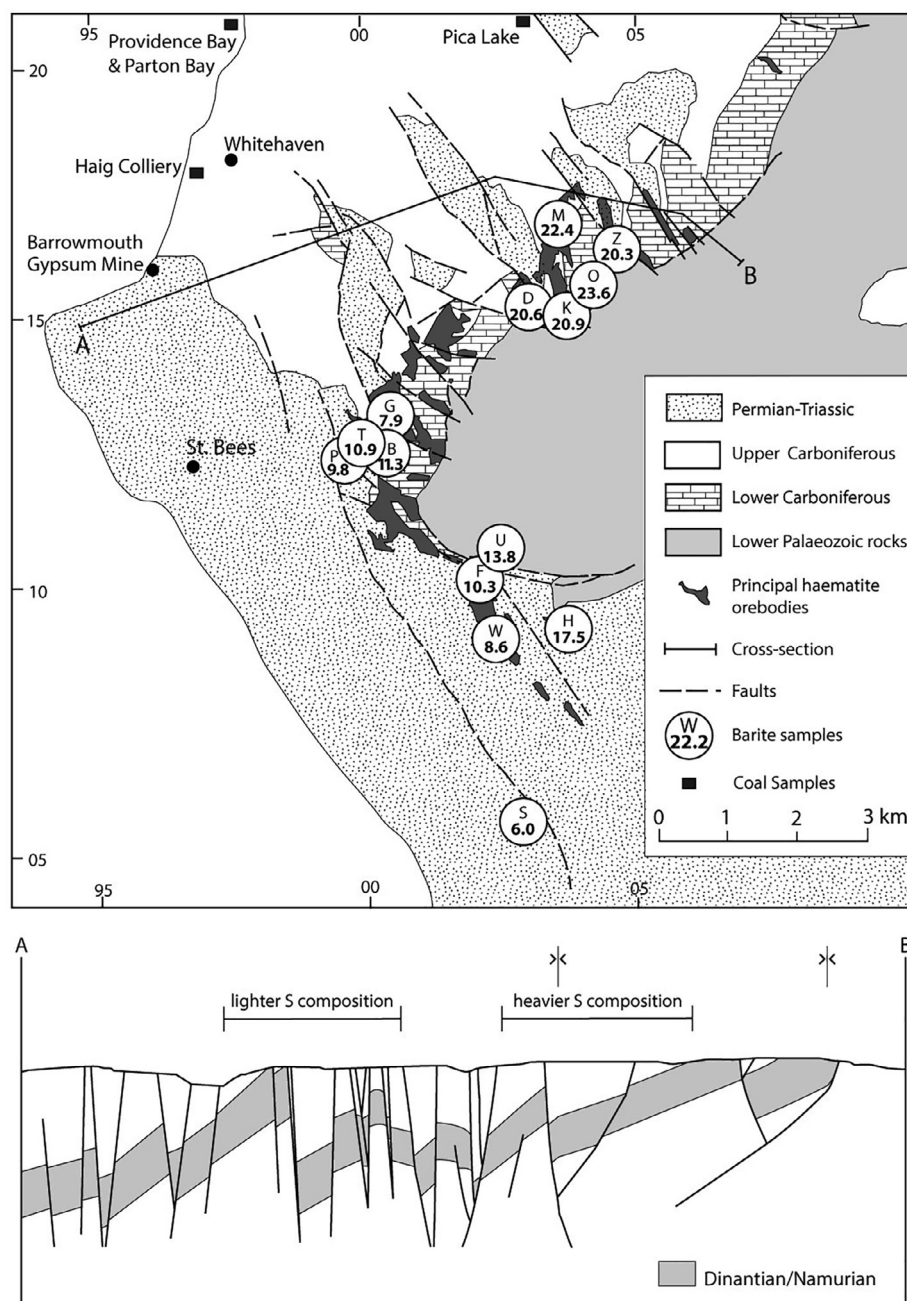 95
00
05
Providence Bay
& Parton Bay
Pica Lake
20
Whitehaven
Haig Colliery
M
22.4
Z
20.3
Barrowmouth
Gypsum Mine
B
O
23.6
D
20.6
K
20.9
15
A
G
7.9
T
10.9
B
11.3
P
9.8
St. Bees
U
13.8
F
10.3
10
H
17.5
W
8.6
S
6.0
05
95
00
05
Permian-Triassic
Upper Carboniferous
Lower Carboniferous
Lower Palaeozoic rocks
Principal haematite
orebodies
Cross-section
Faults
W
22.2
Barite samples
Coal Samples
0 1 2 3 km
A
B
lighter S composition
heavier S composition
Dinantian/Namurian